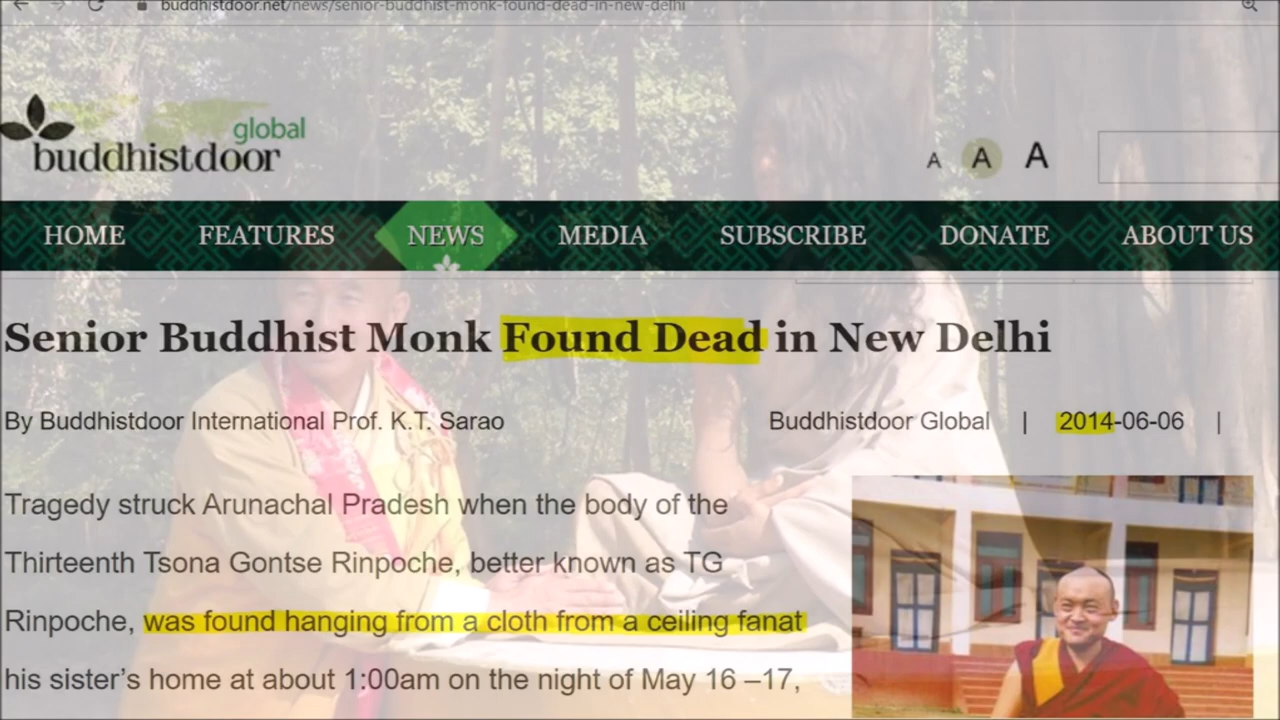 buddhistdoor.net/news/senior-buddhist-monk-found-dead-in-new-delhi
global
buddhistdoor
A A A
HOME FEATURES NEWS MEDIA SUBSCRIBE DONATE ABOUT US
Senior Buddhist Monk Found Dead in New Delhi
By Buddhistdoor International Prof. K.T. Sarao Buddhistdoor Global | 2014-06-06 |
Tragedy struck Arunachal Pradesh when the body of the
Thirteenth Tsona Gontse Rinpoche, better known as TG
Rinpoche, was found hanging from a cloth from a ceiling fanat
his sister’s home at about 1:00am on the night of May 16 –17,